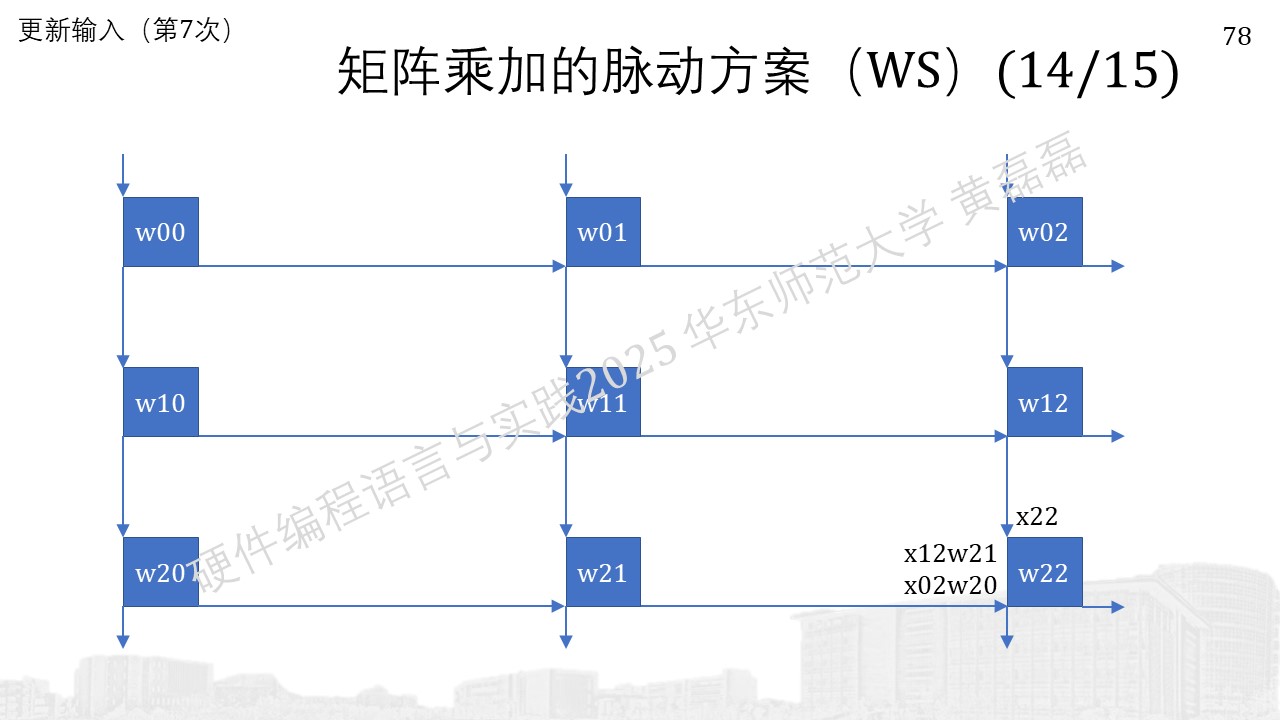 更新输入（第7次）
78
矩阵乘加的脉动方案（WS）(14/15)
w00
w01
w02
w10
w11
w12
x22
x12w21
x02w20
w20
w21
w22
硬件编程语言与实践2025 华东师范大学 黄磊磊